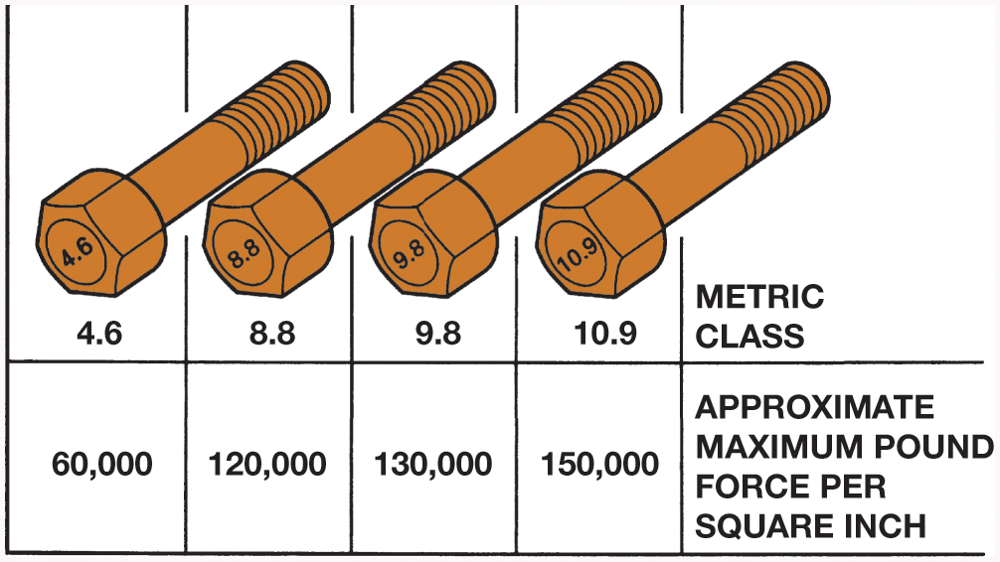 4.6
8.8
9.8
10.9
4.6 8.8 9.8 10.9
METRIC
CLASS
60,000 120,000 130,000 150,000
APPROXIMATE
MAXIMUM POUND
FORCE PER
SQUARE INCH